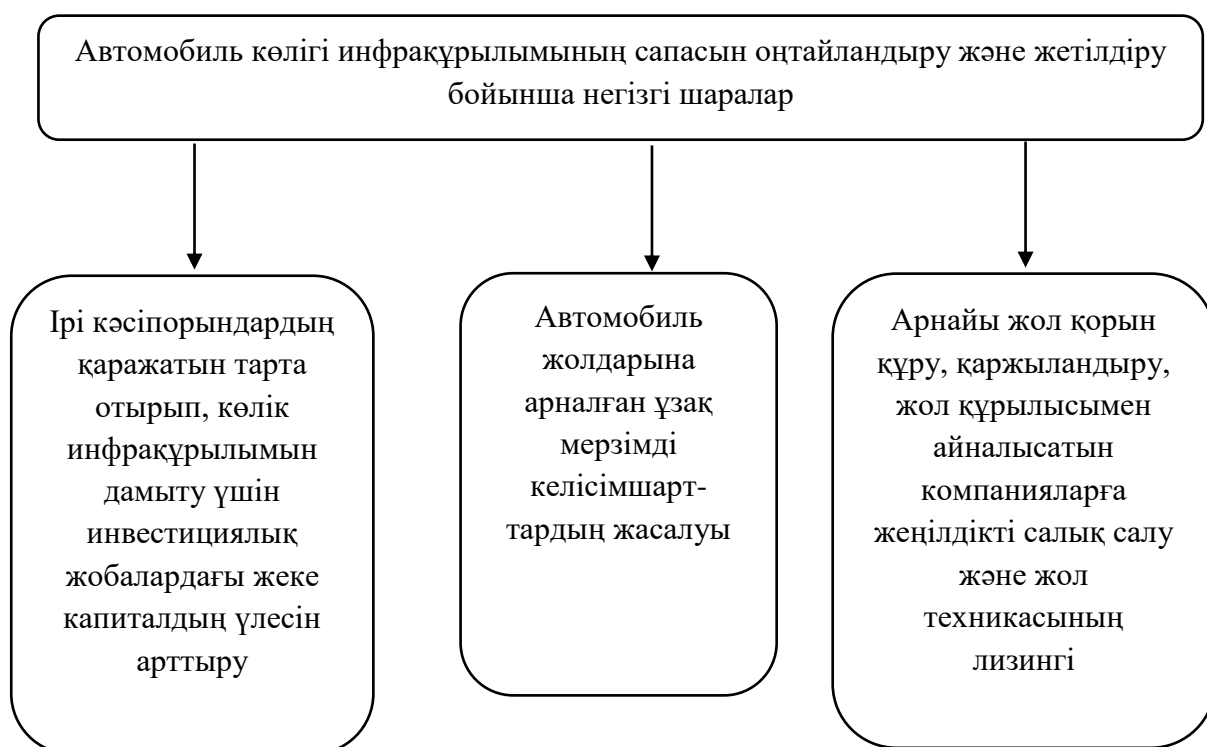 Автомобиль көлігі инфрақұрылымының сапасын оңтайландыру және жетілдіру
бойынша негізгі шаралар
Ірі кәсіпорындардың
қаражатын тарта
отырып, көлік
инфрақұрылымын
дамыту үшін
инвестициялық
жобалардағы жеке
капиталдың үлесін
арттыру
Автомобиль
жолдарына
арналған ұзақ
мерзімді
келісімшарт-
тардың жасалуы
Арнайы жол қорын
құру, қаржыландыру,
жол құрылысымен
айналысатын
компанияларға
жеңілдікті салық салу
және жол
техникасының
лизингі